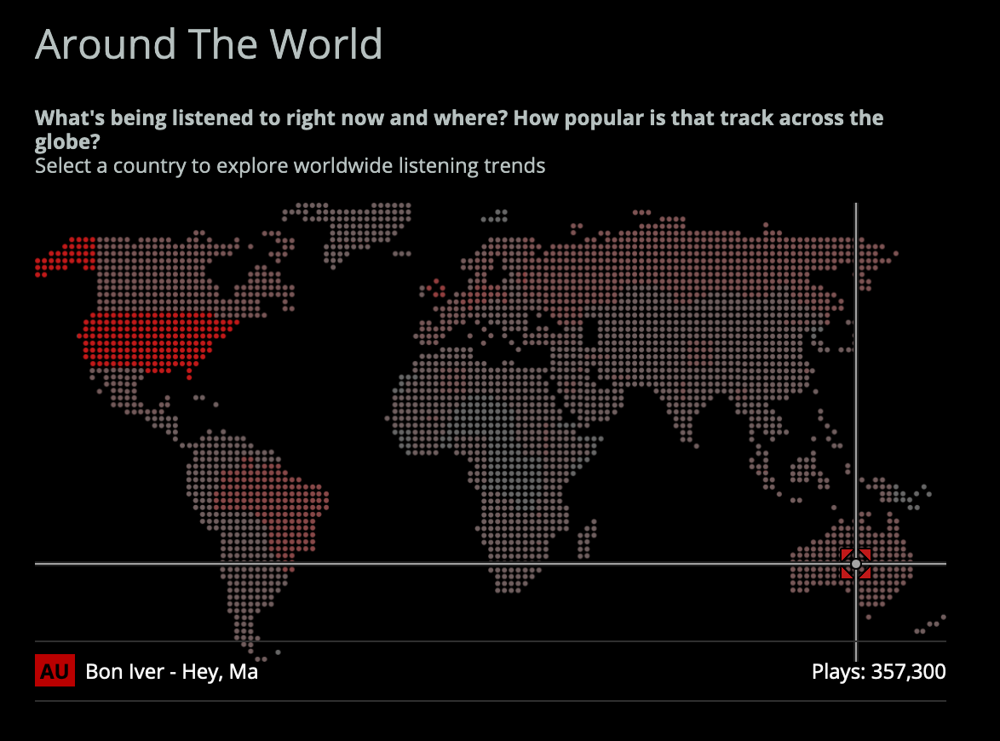 Around The World
What's being listened to right now and where? How popular is that track across the
globe?
Select a country to explore worldwide listening trends
AU Bon Iver - Hey, Ma Plays: 357,300